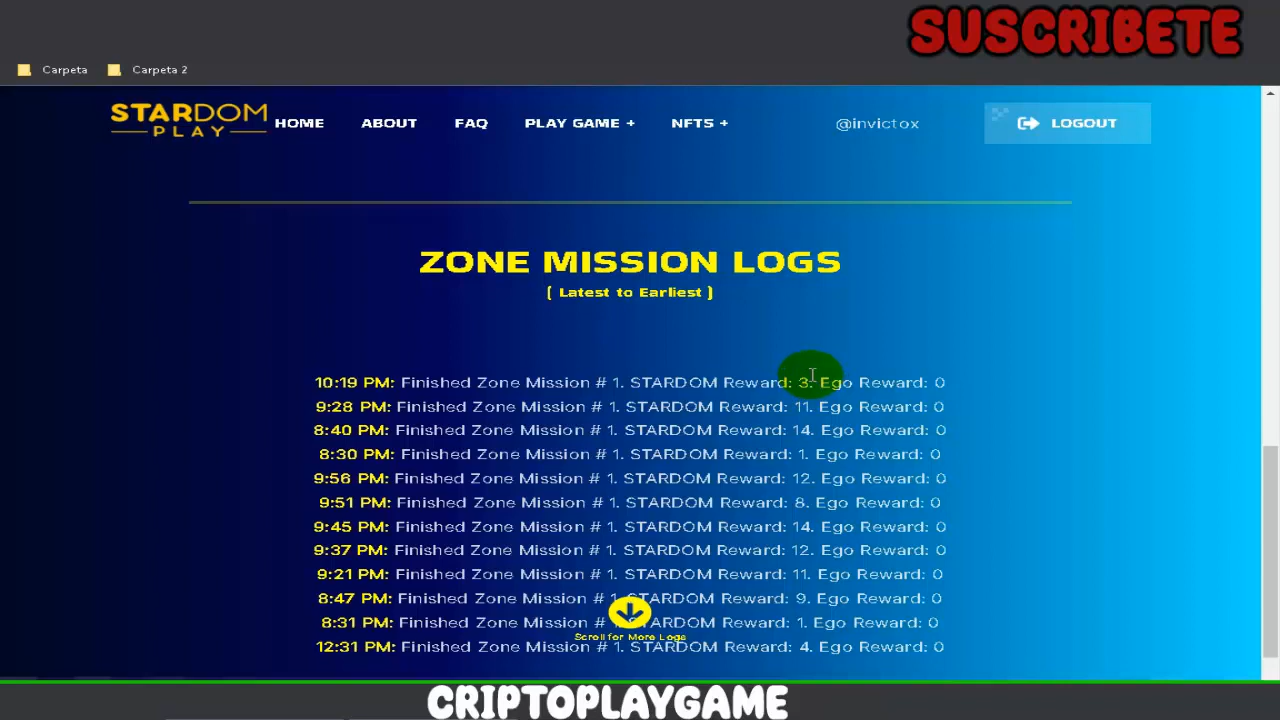 SUSCRIBETE
Carpeta Carpeta 2
STARDOM
PLAY
HOME ABOUT FAQ PLAY GAME + NFTS + @invictox LOGOUT
ZONE MISSION LOGS
( Latest to Earliest )
10:19 PM: Finished Zone Mission # 1. STARDOM Reward: 3. Ego Reward: 0
9:28 PM: Finished Zone Mission # 1. STARDOM Reward: 11. Ego Reward: 0
8:40 PM: Finished Zone Mission # 1. STARDOM Reward: 14. Ego Reward: 0
8:30 PM: Finished Zone Mission # 1. STARDOM Reward: 1. Ego Reward: 0
9:56 PM: Finished Zone Mission # 1. STARDOM Reward: 12. Ego Reward: 0
9:51 PM: Finished Zone Mission # 1. STARDOM Reward: 8. Ego Reward: 0
9:45 PM: Finished Zone Mission # 1. STARDOM Reward: 14. Ego Reward: 0
9:37 PM: Finished Zone Mission # 1. STARDOM Reward: 12. Ego Reward: 0
9:21 PM: Finished Zone Mission # 1. STARDOM Reward: 11. Ego Reward: 0
8:47 PM: Finished Zone Mission # 1. STARDOM Reward: 9. Ego Reward: 0
8:31 PM: Finished Zone Mission # 1. STARDOM Reward: 1. Ego Reward: 0
Scroll for More Logs
12:31 PM: Finished Zone Mission # 1. STARDOM Reward: 4. Ego Reward: 0
CRIPTOPLAYGAME